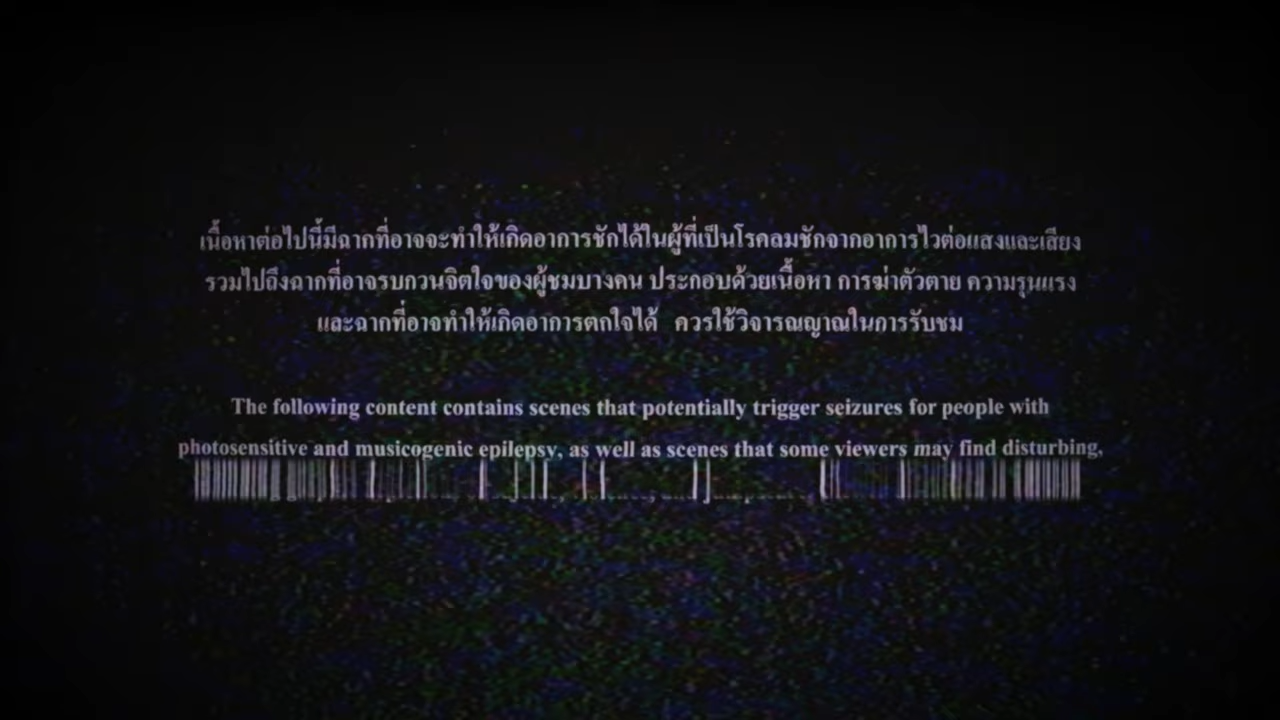 เนื้อหาต่อไปนี้มีฉากที่อาจจะทำให้เกิดอาการชักได้ในผู้ที่เป็นโรคลมชักจากอาการไวต่อแสงและเสียง
รวมไปถึงฉากที่อาจรบกวนจิตใจของผู้ชมบางคน ประกอบด้วยเนื้อหา การฆ่าตัวตาย ความรุนแรง
และฉากที่อาจทำให้เกิดอาการตกใจได้ ควรใช้วิจารณญาณในการรับชม
The following content contains scenes that potentially trigger seizures for people with
photosensitive and musicogenic epilepsy, as well as scenes that some viewers may find disturbing,